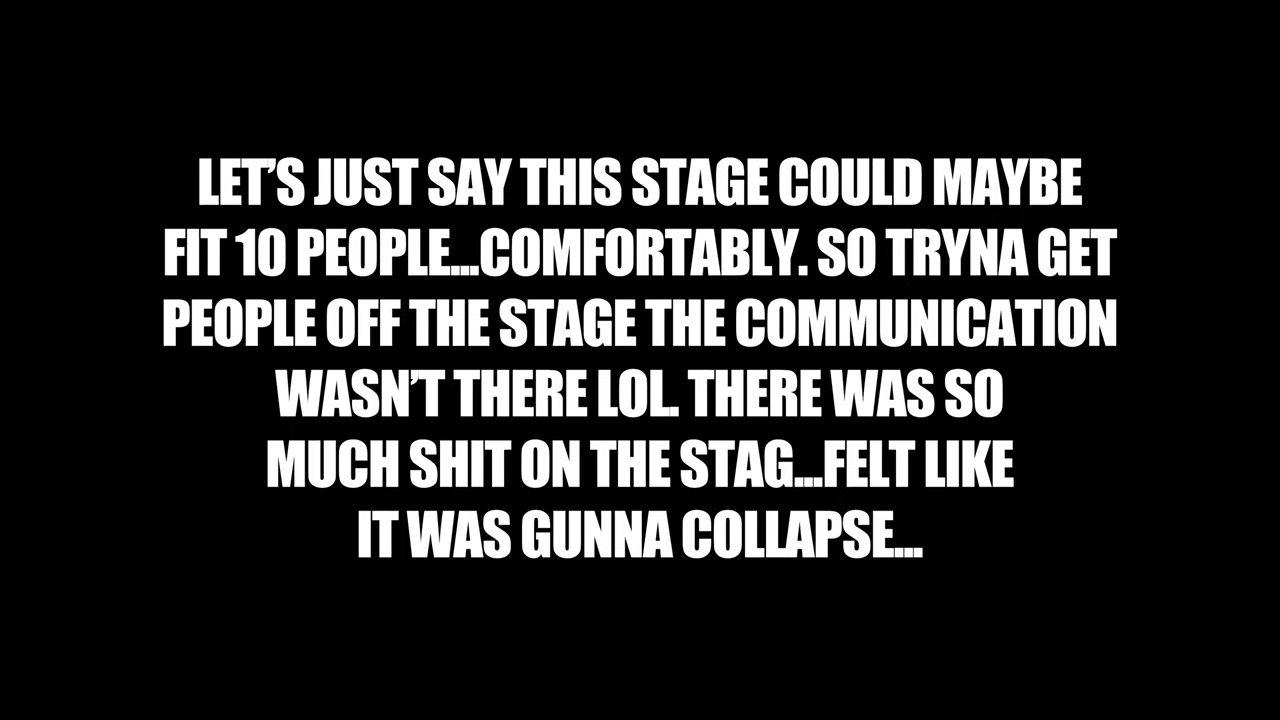 LET’S JUST SAY THIS STAGE COULD MAYBE
FIT 10 PEOPLE...COMFORTABLY. SO TRYNA GET
PEOPLE OFF THE STAGE THE COMMUNICATION
WASN’T THERE LOL. THERE WAS SO
MUCH SHIT ON THE STAG...FELT LIKE
IT WAS GUNNA COLLAPSE...